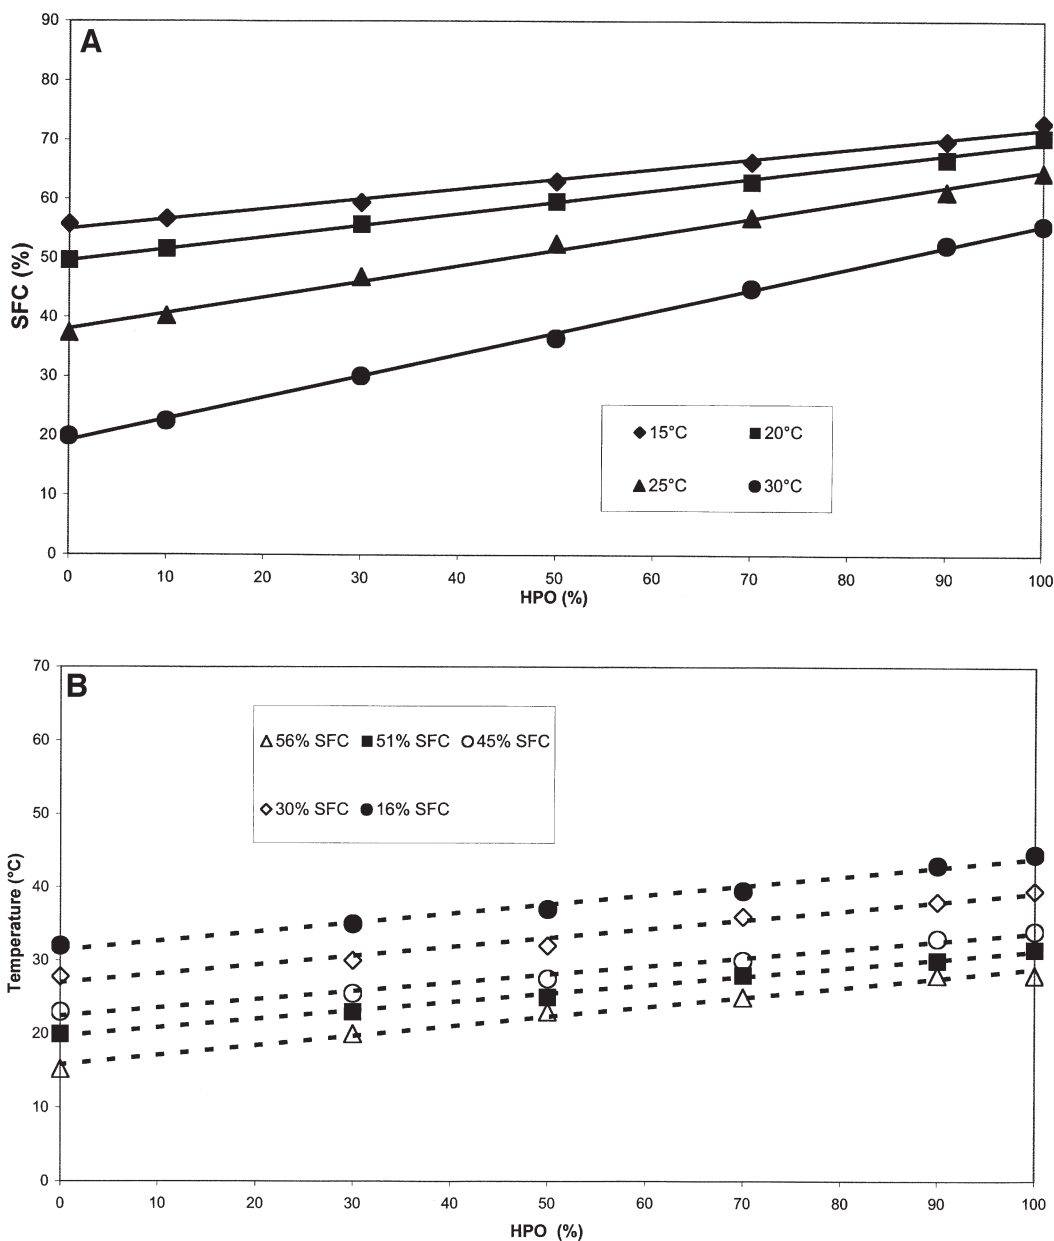 A
90
80
70
60
50
40
30
20
10
0
SFC (%)
15°C 20°C
25°C 30°C
0 10 20 30 40 50 60 70 80 90 100
HPO (%)
B
70
60
50
40
30
20
10
0
Temperature (°C)
56% SFC 51% SFC 45% SFC
30% SFC 16% SFC
0 10 20 30 40 50 60 70 80 90 100
HPO (%)